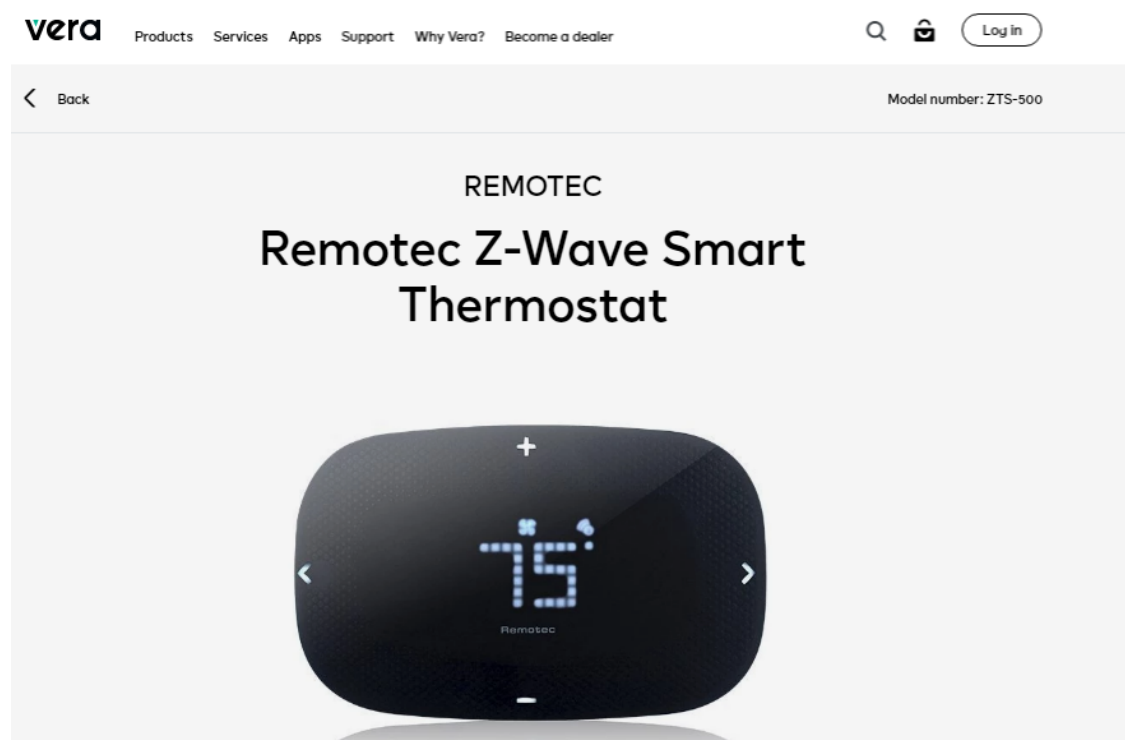 vera
Products Services Apps Support Why Vera? Become a dealer
Log in
Back
Model number: ZTS-500
REMOTEC
Remotec Z-Wave Smart
Thermostat
+
75°
Remotec
-